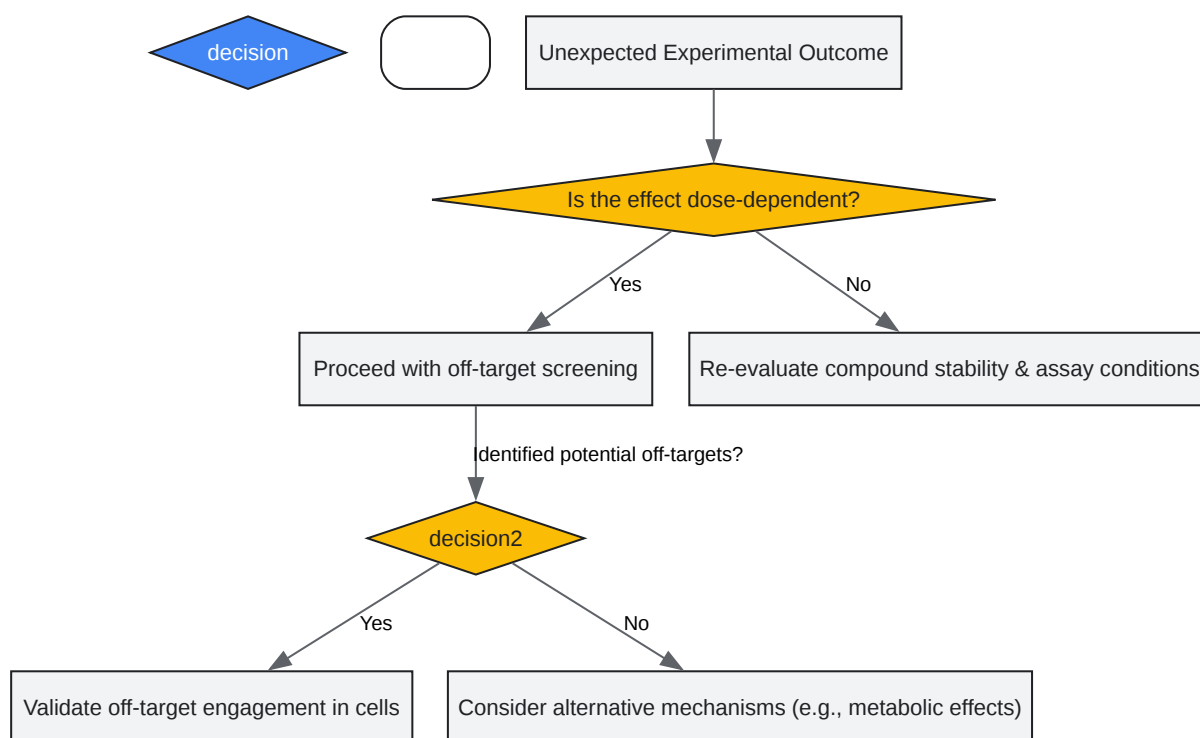 decision
Unexpected Experimental Outcome
Is the effect dose-dependent?
Yes
No
Proceed with off-target screening
Re-evaluate compound stability & assay conditions
Identified potential off-targets?
decision2
Yes
No
Validate off-target engagement in cells
Consider alternative mechanisms (e.g., metabolic effects)